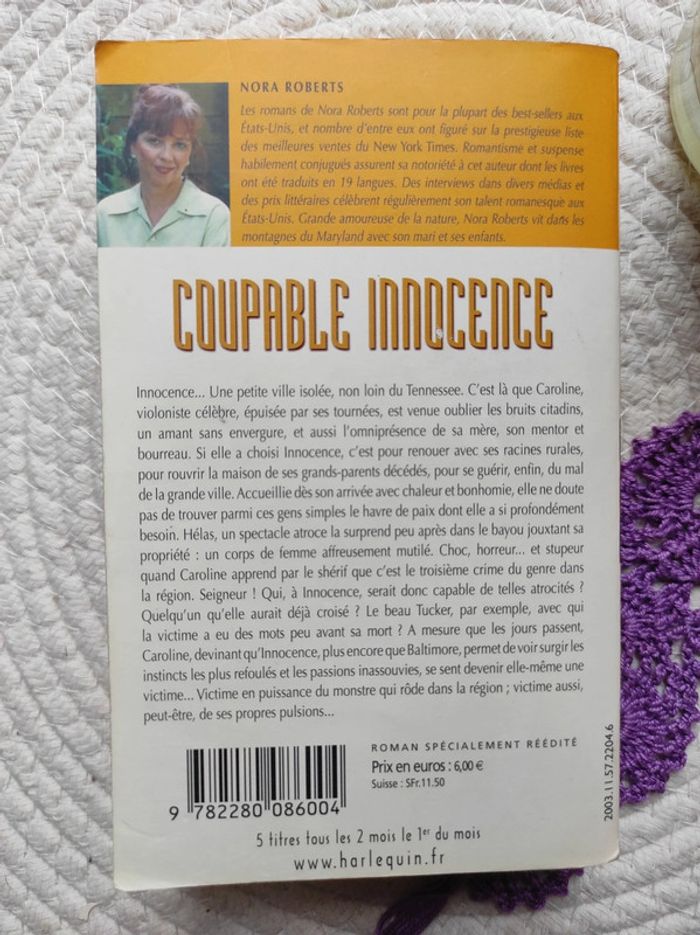 NORA ROBERTS
Les romans de Nora Roberts sont pour la plupart des best-sellers aux
États-Unis, et nombre d'entre eux ont figuré sur la prestigieuse liste
des meilleures ventes du New York Times. Romantisme et suspense
habilement conjugués assurent sa notoriété à cet auteur dont les livres
ont été traduits en 19 langues. Des interviews dans divers médias et
des prix littéraires célèbrent régulièrement son talent romanesque aux
États-Unis. Grande amoureuse de la nature, Nora Roberts vit dans les
montagnes du Maryland avec son mari et ses enfants.
COUPABLE INNOCENCE
Innocence... Une petite ville isolée, non loin du Tennessee. C'est là que Caroline,
violoniste célèbre, épuisée par ses tournées, est venue oublier les bruits citadins,
un amant sans envergure, et aussi l'omniprésence de sa mère, son mentor et
bourreau. Si elle a choisi Innocence, c'est pour renouer avec ses racines rurales,
pour rouvrir la maison de ses grands-parents décédés, pour se guérir, enfin, du mal
de la grande ville. Accueillie dès son arrivée avec chaleur et bonhomie, elle ne doute
pas de trouver parmi ces gens simples le havre de paix dont elle a si profondément
besoin. Hélas, un spectacle atroce la surprend peu après dans le bayou jouxtant sa
propriété : un corps de femme affreusement mutilé. Choc, horreur... et stupeur
quand Caroline apprend par le shérif que c'est le troisième crime du genre dans
la région. Seigneur ! Qui, à Innocence, serait donc capable de telles atrocités ?
Quelqu'un qu'elle aurait déjà croisé ? Le beau Tucker, par exemple, avec qui
la victime a eu des mots peu avant sa mort ? A mesure que les jours passent,
Caroline, devinant qu'Innocence, plus encore que Baltimore, permet de voir surgir les
instincts les plus refoulés et les passions inassouvies, se sent devenir elle-même une
victime... Victime en puissance du monstre qui rôde dans la région ; victime aussi,
peut-être, de ses propres pulsions...
ROMAN SPÉCIALEMENT RÉÉDITÉ
Prix en euros : 6,00 €
Suisse : SFr.11.50
9 782280 086004
5 titres tous les 2 mois le 1er du mois
www.harlequin.fr
2003.11.57.2204.6